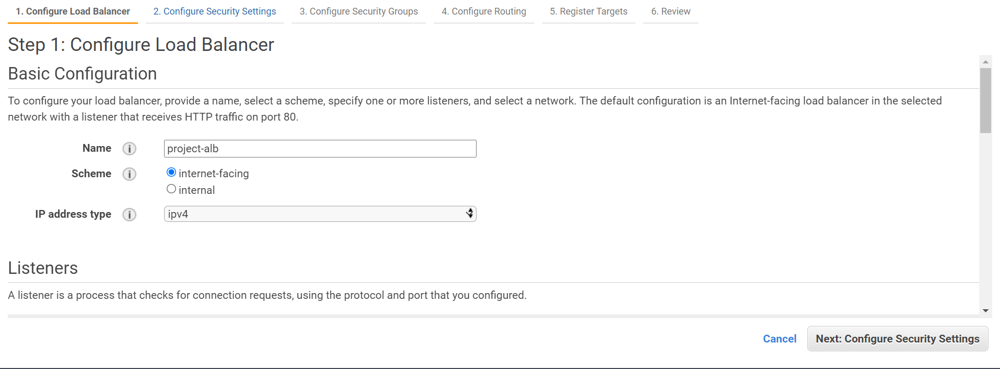 1. Configure Load Balancer 2. Configure Security Settings 3. Configure Security Groups 4. Configure Routing 5. Register Targets 6. Review
Step 1: Configure Load Balancer
Basic Configuration
To configure your load balancer, provide a name, select a scheme, specify one or more listeners, and select a network. The default configuration is an Internet-facing load balancer in the selected
network with a listener that receives HTTP traffic on port 80.
Name i project-alb
Scheme i internet-facing
internal
IP address type i ipv4
Listeners
A listener is a process that checks for connection requests, using the protocol and port that you configured.
Cancel Next: Configure Security Settings